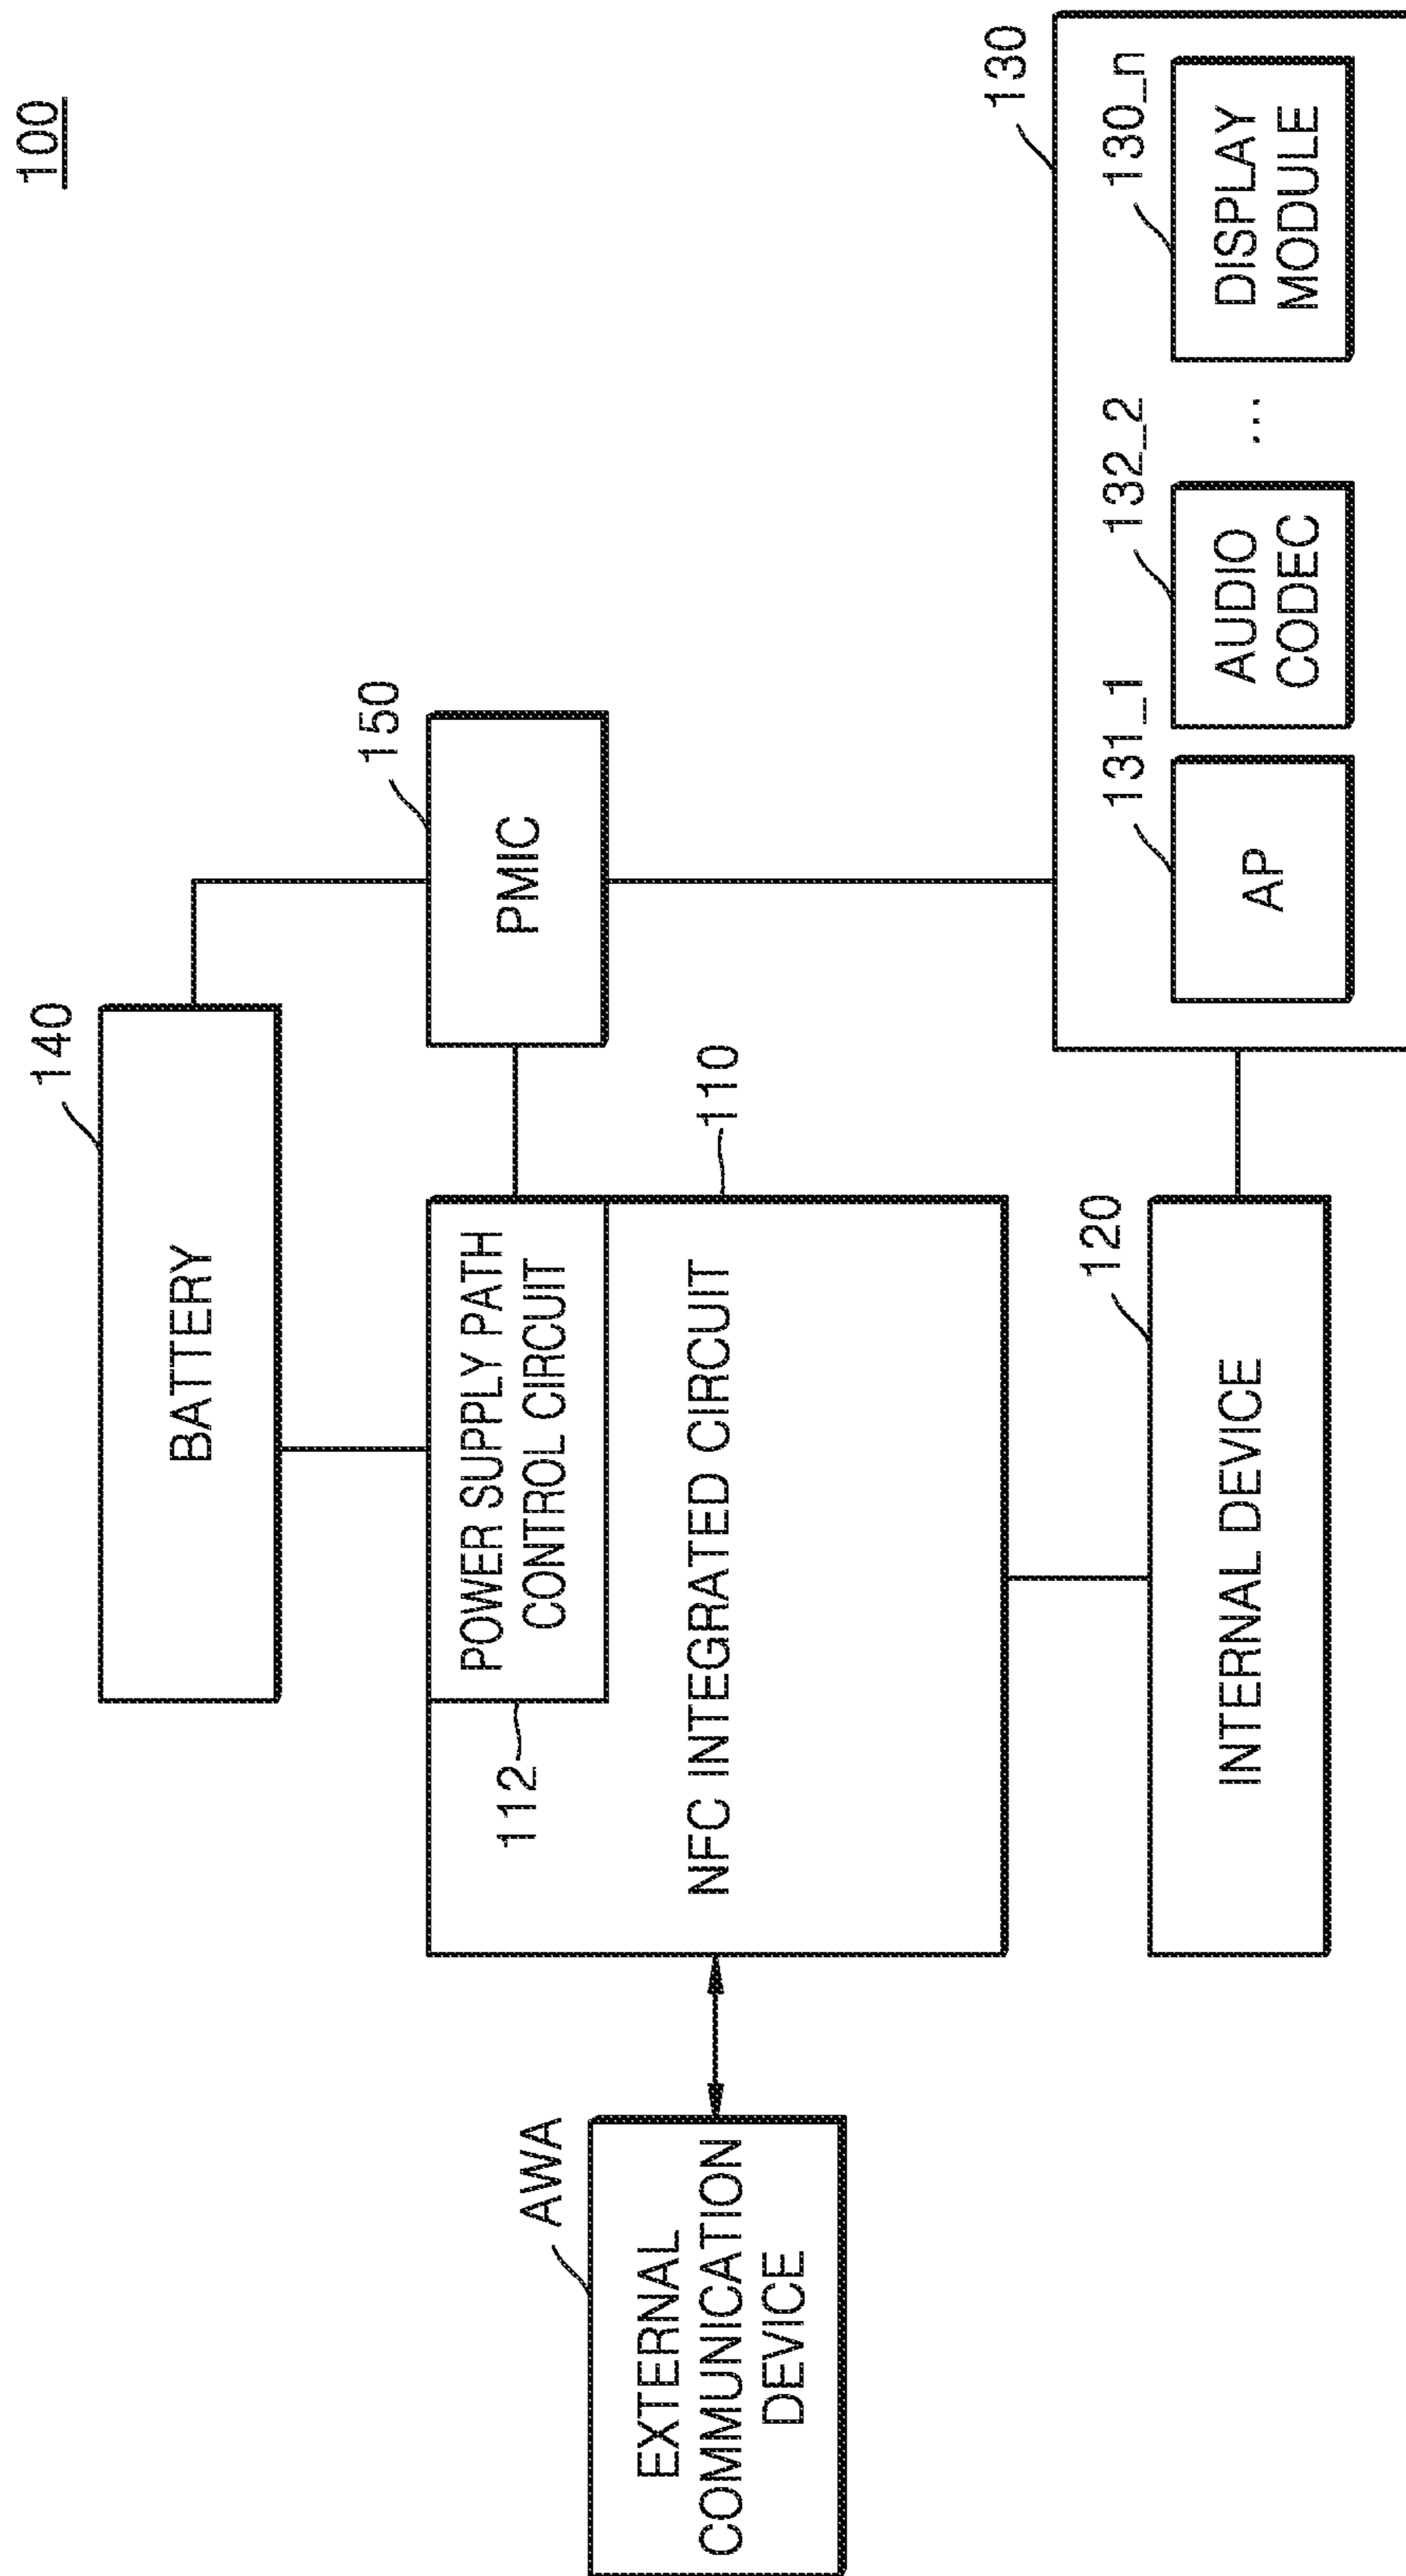 100
140
BATTERY
150
PMIC
POWER SUPPLY PATH
CONTROL CIRCUIT
112
110
NFC INTEGRATED CIRCUIT
AWA
EXTERNAL
COMMUNICATION
DEVICE
120
INTERNAL DEVICE
130
131_1
AP
132_2
AUDIO
CODEC
...
130_n
DISPLAY
MODULE